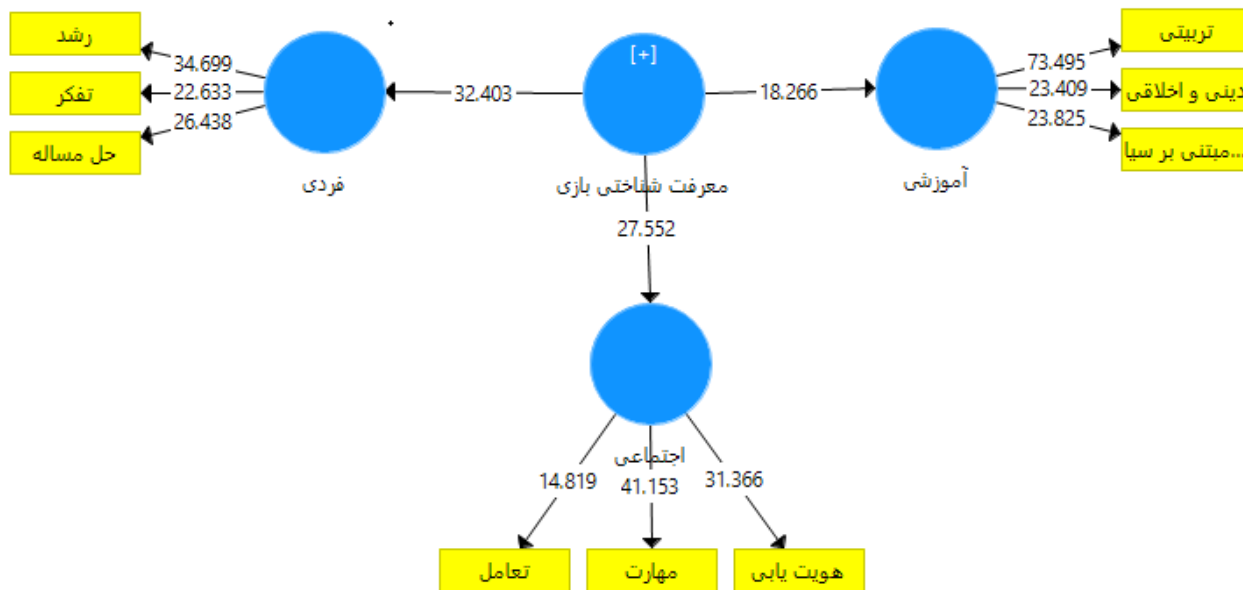 رشد
تفکر
حل مساله
34.699
22.633
26.438
فردی
32.403
[+]
معرفت شناختی بازی
18.266
آموزشی
73.495
23.409
23.825
تربیتی
دینی و اخلاقی
مبتنی بر سیا...
27.552
اجتماعی
14.819
41.153
31.366
تعامل
مهارت
هویت یابی